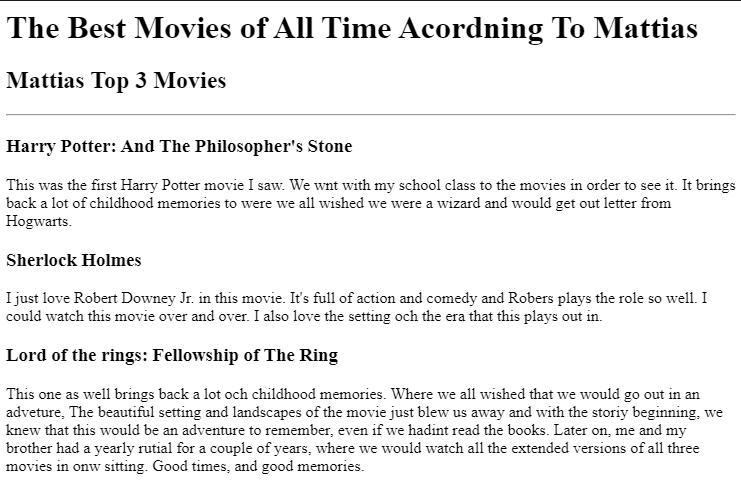 The Best Movies of All Time Acordning To Mattias
Mattias Top 3 Movies
Harry Potter: And The Philosopher's Stone
This was the first Harry Potter movie I saw. We wnt with my school class to the movies in order to see it. It brings
back a lot of childhood memories to were we all wished we were a wizard and would get out letter from
Hogwarts.
Sherlock Holmes
I just love Robert Downey Jr. in this movie. It's full of action and comedy and Robers plays the role so well. I
could watch this movie over and over. I also love the setting och the era that this plays out in.
Lord of the rings: Fellowship of The Ring
This one as well brings back a lot och childhood memories. Where we all wished that we would go out in an
adveture, The beautiful setting and landscapes of the movie just blew us away and with the storiy beginning, we
knew that this would be an adventure to remember, even if we hadint read the books. Later on, me and my
brother had a yearly rutial for a couple of years, where we would watch all the extended versions of all three
movies in onw sitting. Good times, and good memories.